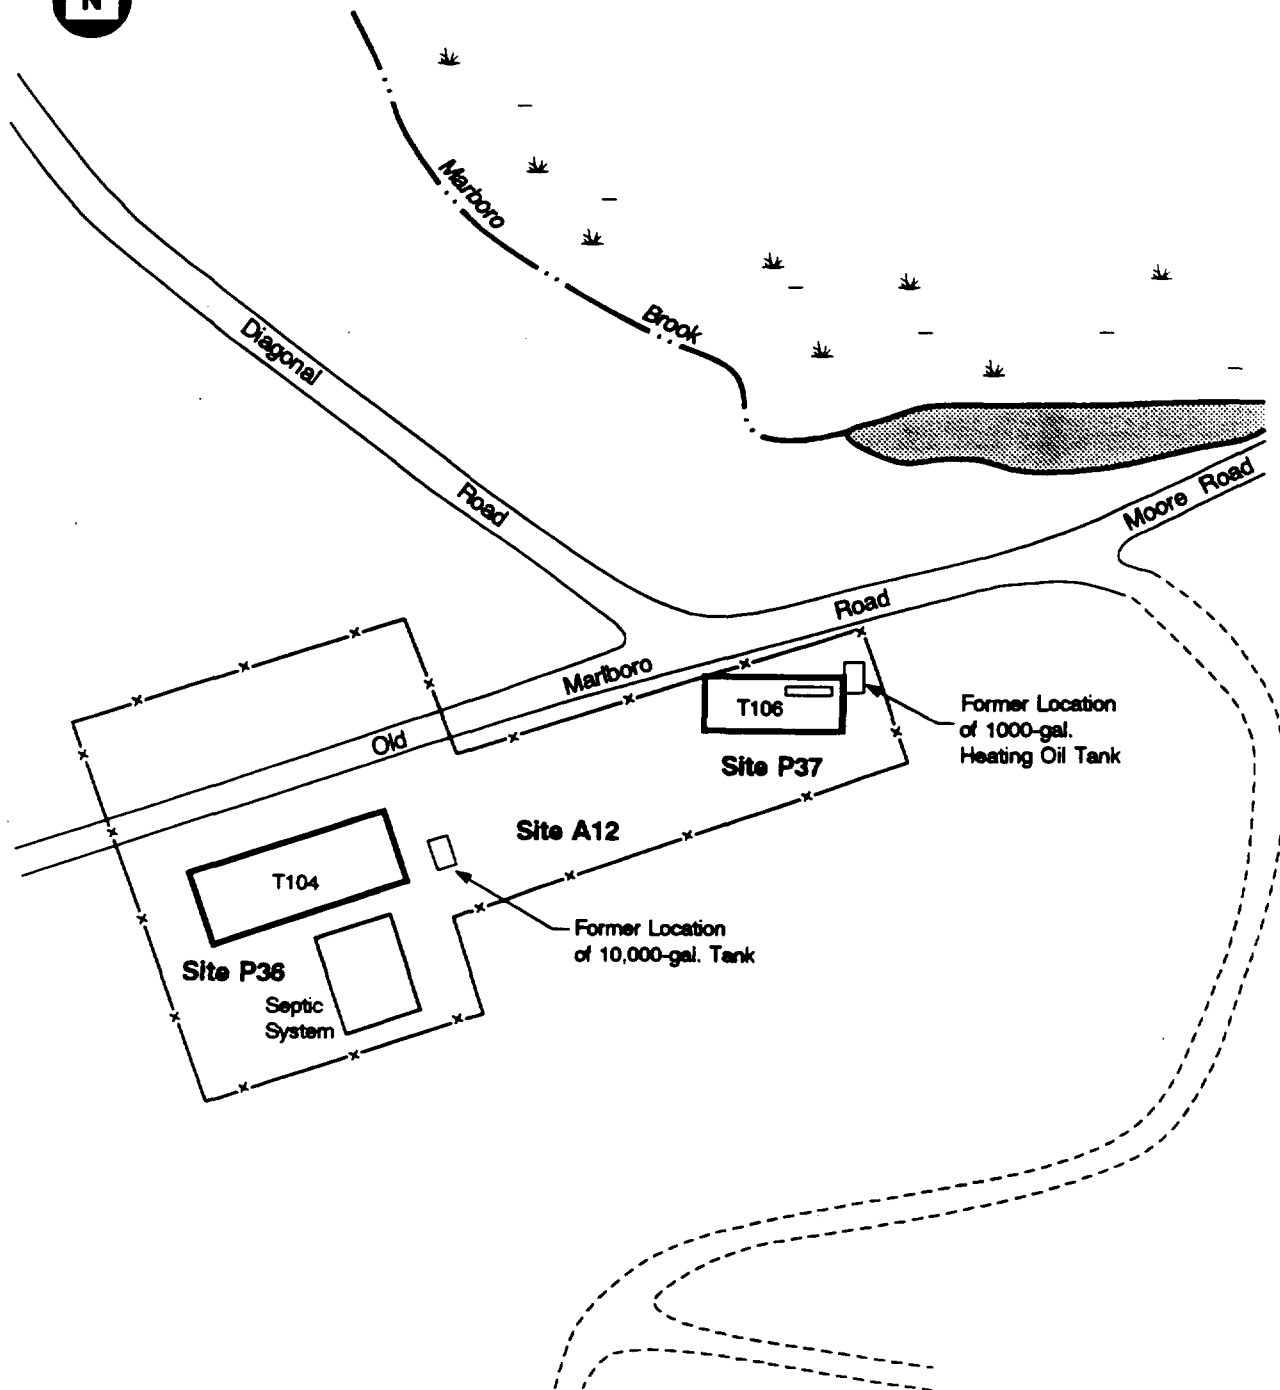 N
Marboro
Brook
Diagonal
Road
Moore Road
Road
Marlboro
Old
T106
Former Location
of 1000-gal.
Heating Oil Tank
Site P37
Site A12
T104
Former Location
of 10,000-gal. Tank
Site P36
Septic
System